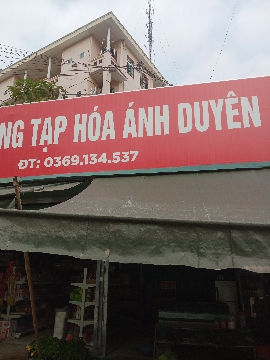 NG TẠP HÓA ÁNH DUYÊN
ĐT: 0369.134.537